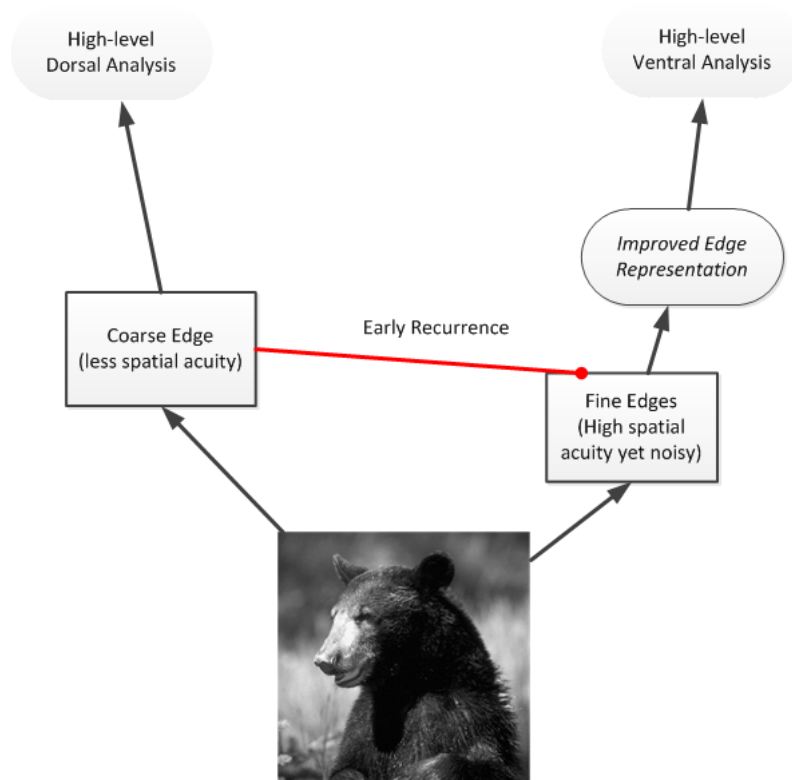 High-level
Dorsal Analysis
High-level
Ventral Analysis
Improved Edge
Representation
Early Recurrence
Coarse Edge
(less spatial acuity)
Fine Edges
(High spatial
acuity yet noisy)